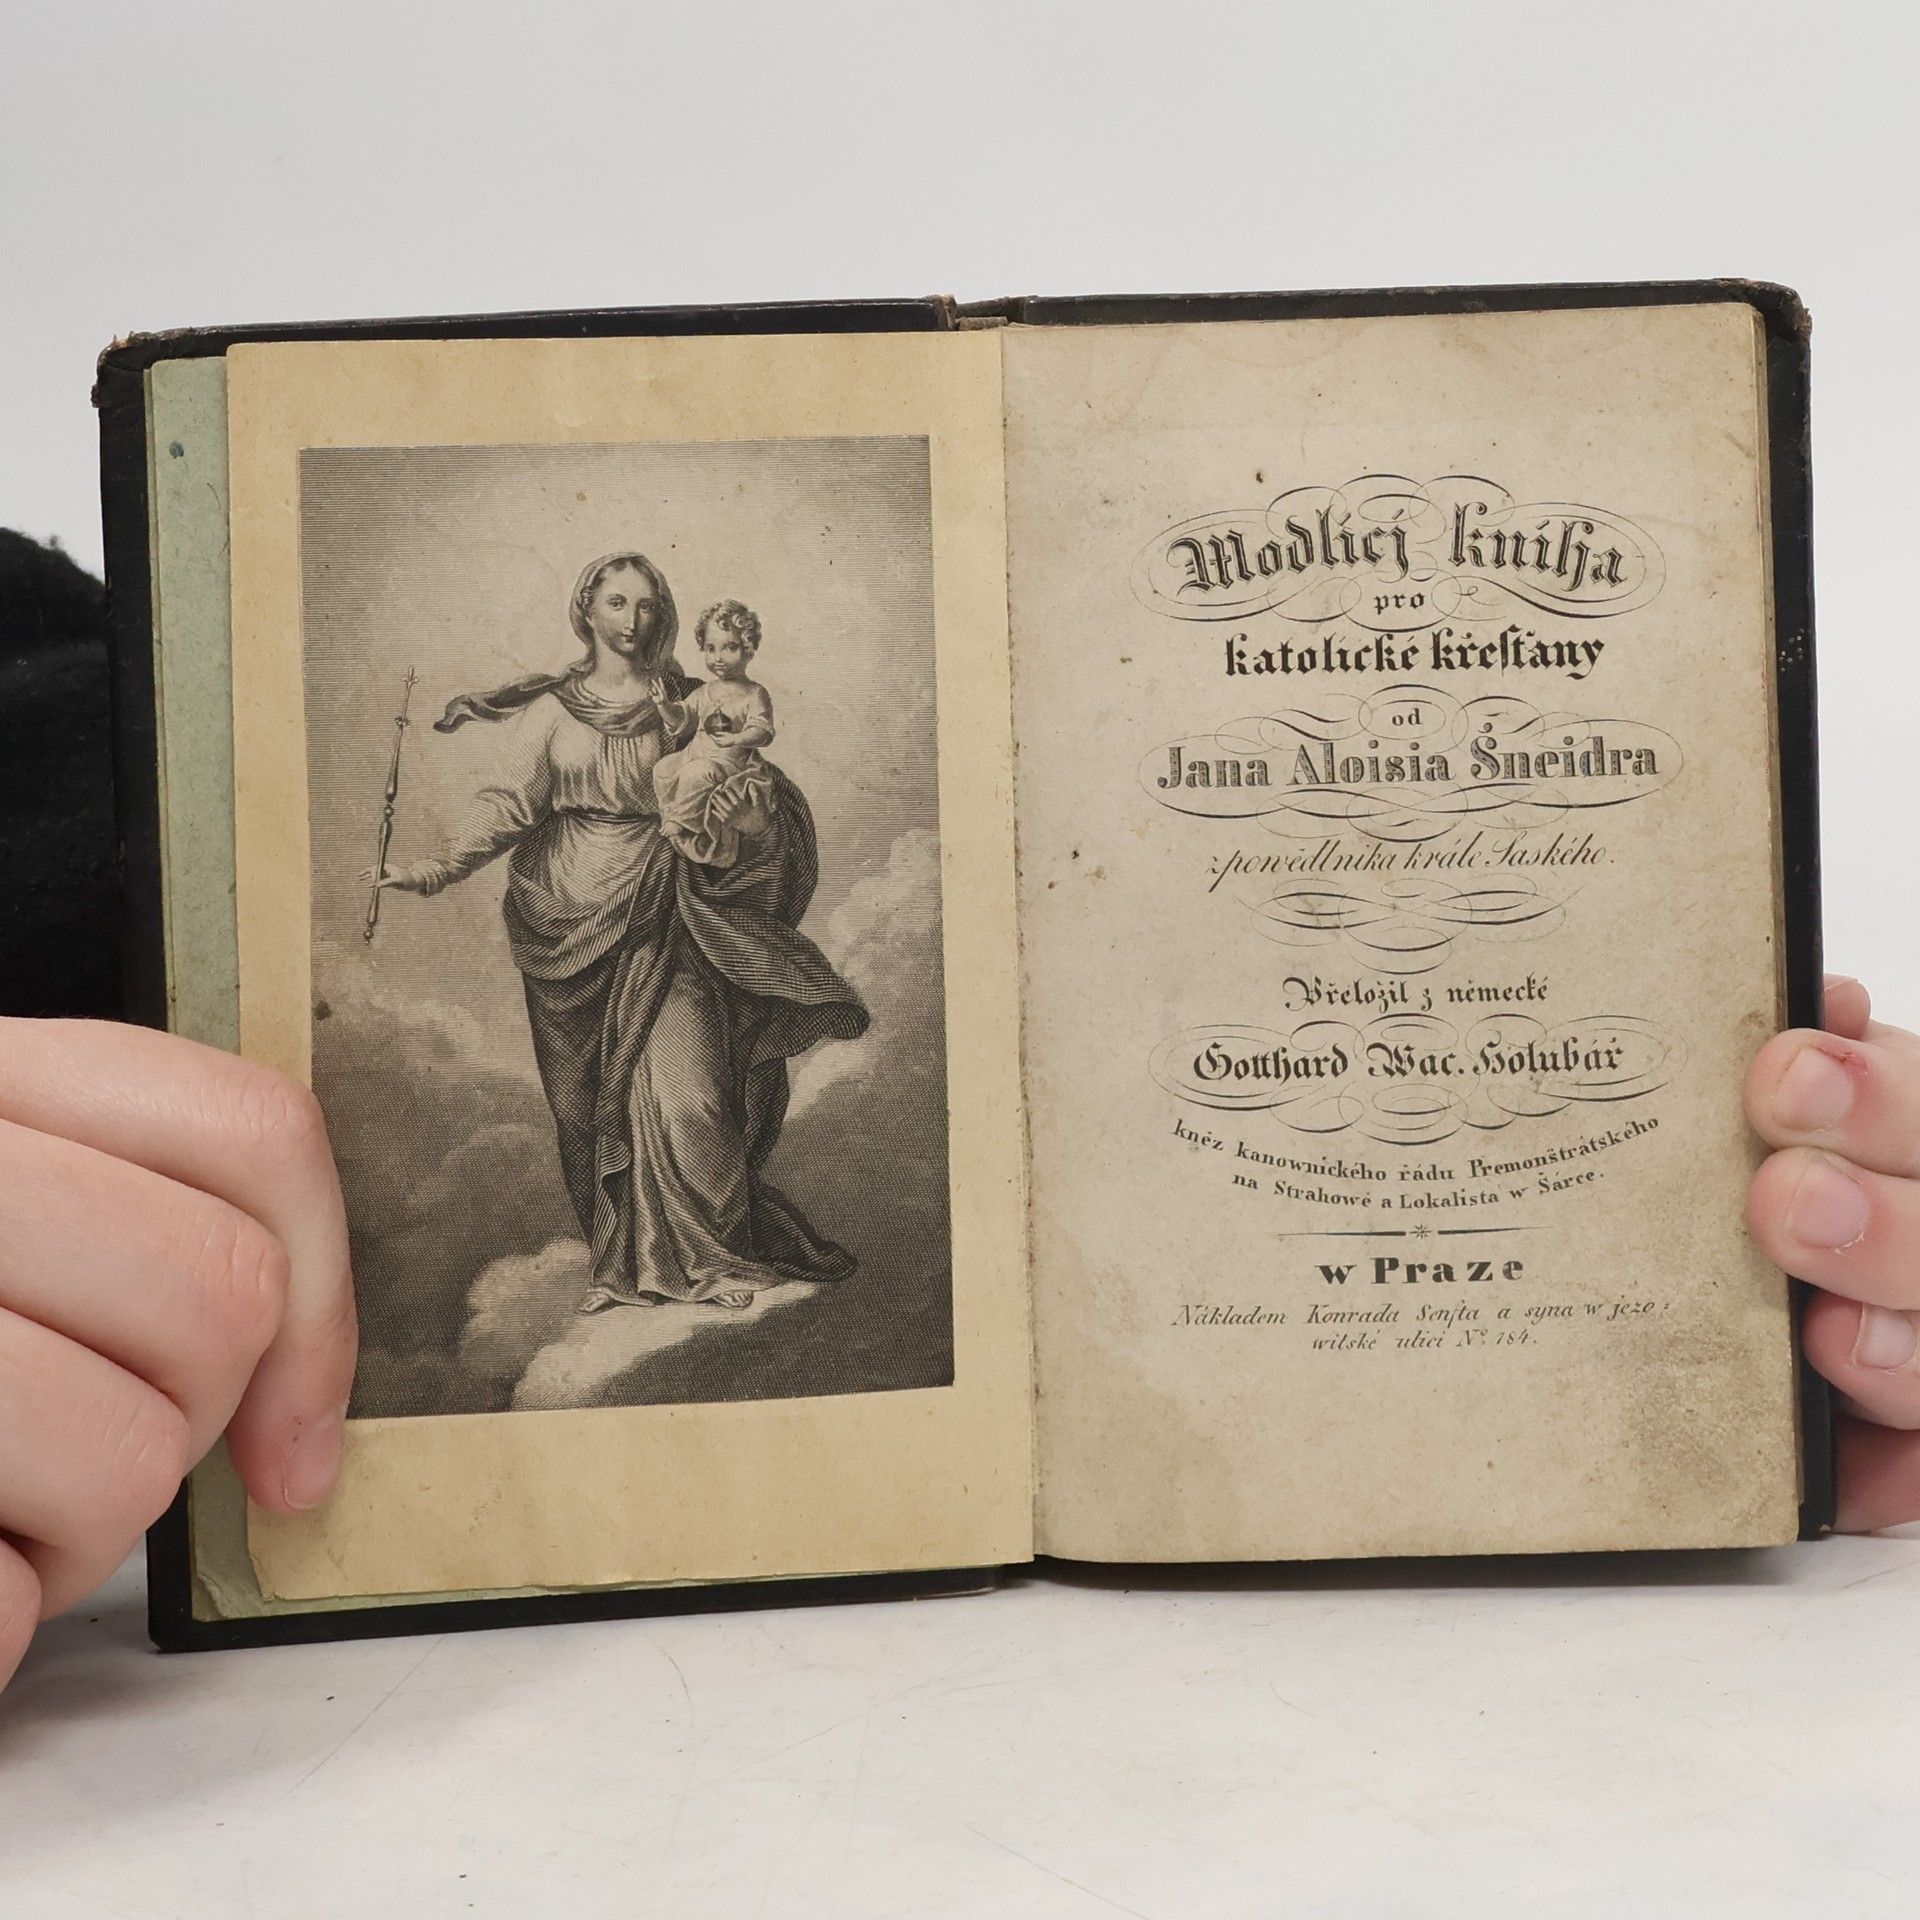 Modlicj kniha
pro
katolické křesťany
od
Jana Aloisia Šneidra
zpowědlnika krále Saského.
Přeložil z německé
Gotthard Wac. Holubář
kněz kanownického řádu Premonštrátského
na Strahowě a Lokalista w Šárce.
w Praze
Nákladem Konrada Senfta a syna w jezo:
witské ulici No. 184.